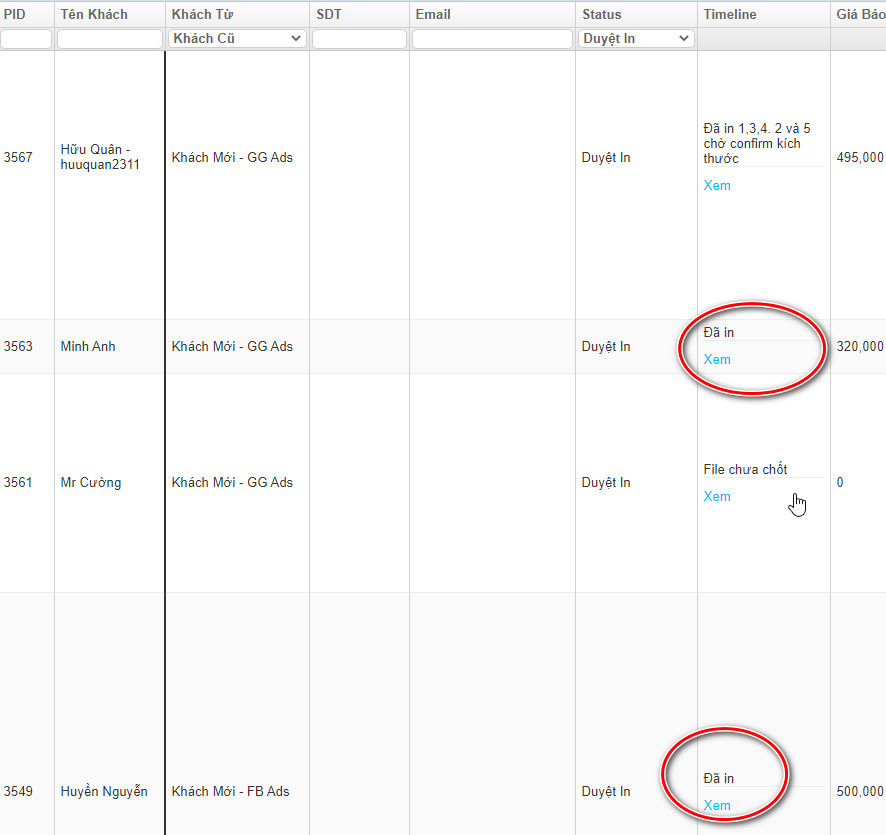 PID Tên Khách Khách Từ SDT Email Status Timeline Giá Báo
Khách Cũ Duyệt In
3567 Hữu Quân - huuquan2311 Khách Mới - GG Ads Duyệt In Đã in 1,3,4. 2 và 5 chờ confirm kích thước 495,000
Xem
3563 Minh Anh Khách Mới - GG Ads Duyệt In Đã in 320,000
Xem
3561 Mr Cường Khách Mới - GG Ads Duyệt In File chưa chốt 0
Xem
3549 Huyền Nguyễn Khách Mới - FB Ads Duyệt In Đã in 500,000
Xem